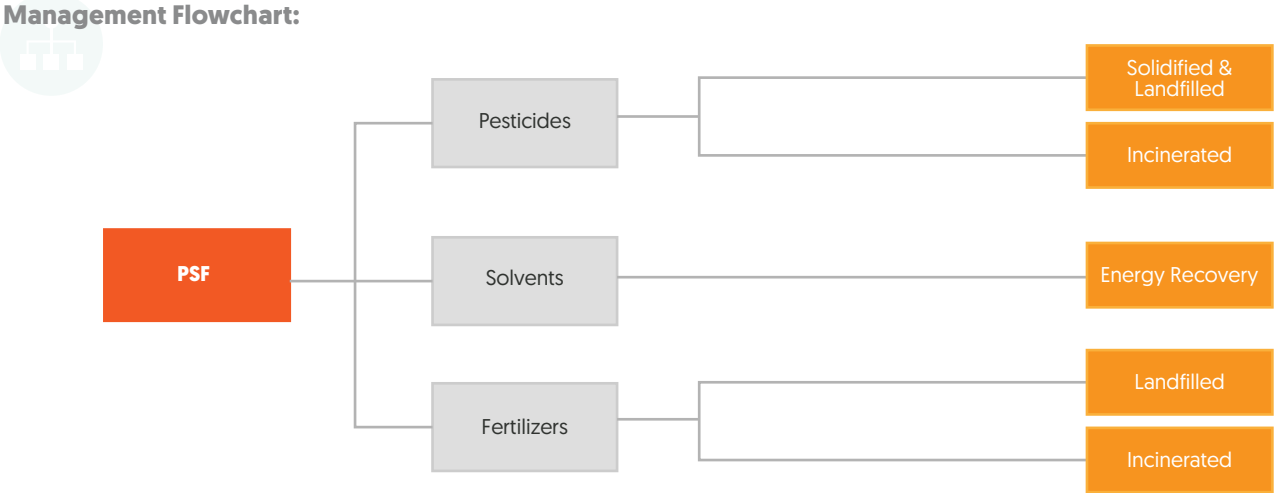 Management Flowchart:
Solidified &
Landfilled
Pesticides
Incinerated
PSF
Solvents
Energy Recovery
Landfilled
Fertilizers
Incinerated